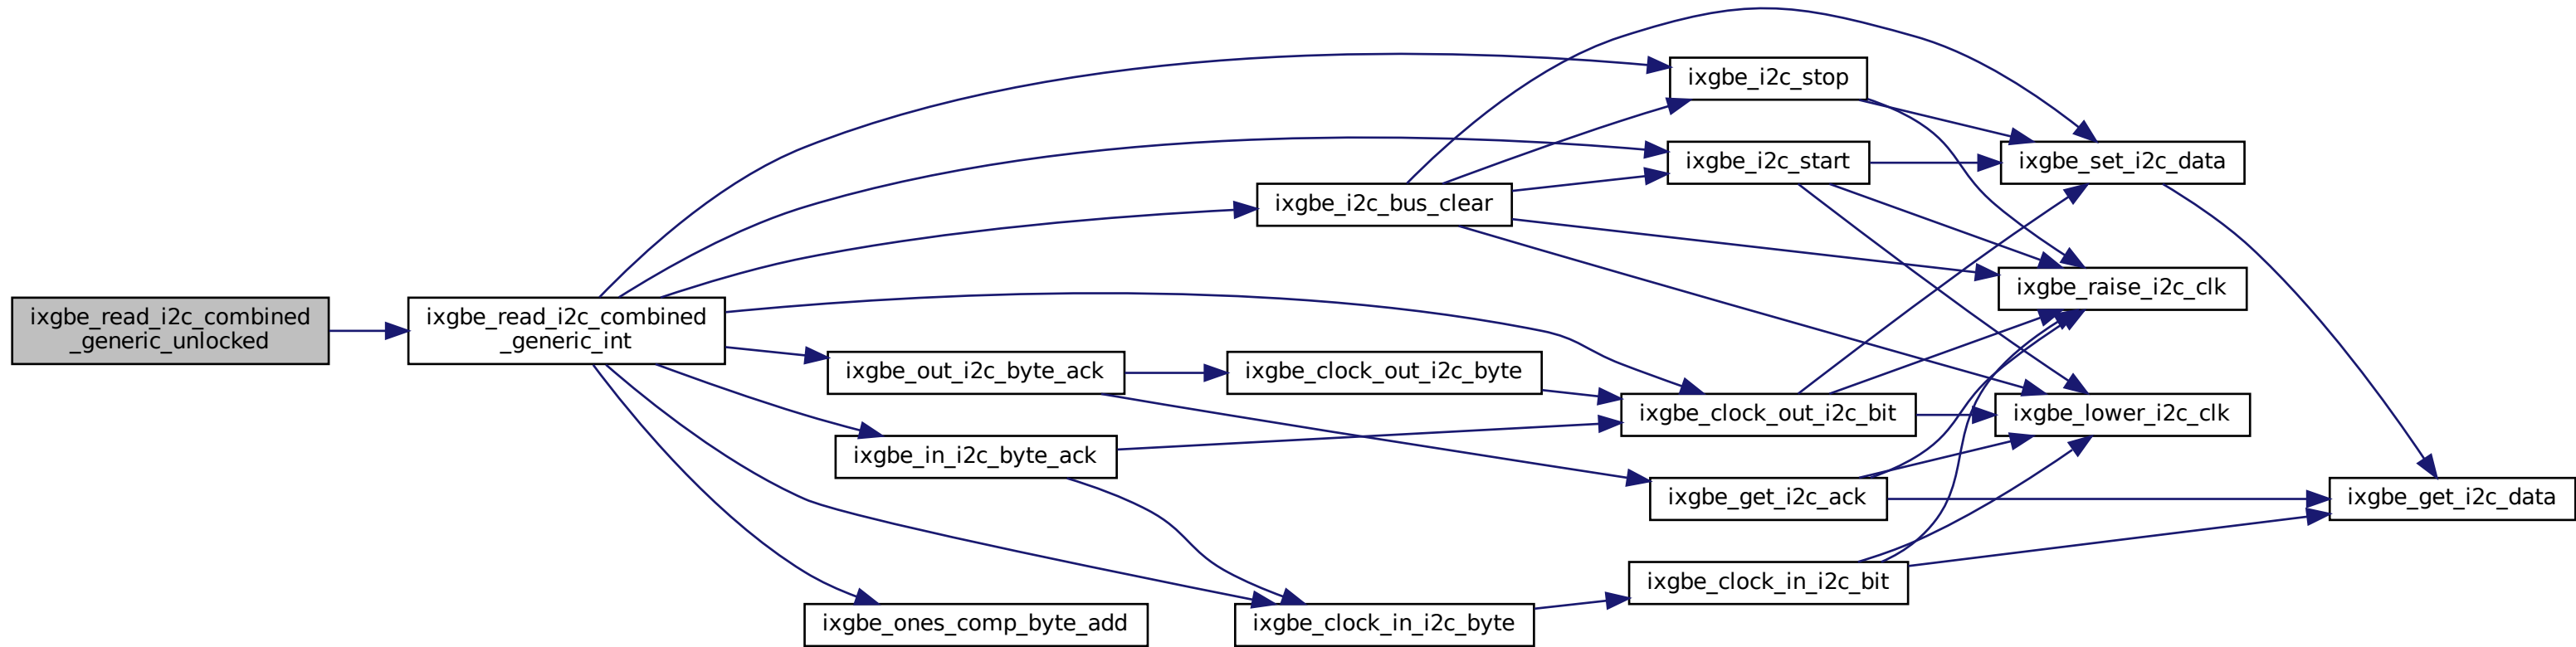 ixgbe_read_i2c_combined
_generic_unlocked
ixgbe_read_i2c_combined
_generic_int
ixgbe_i2c_stop
ixgbe_i2c_start
ixgbe_set_i2c_data
ixgbe_i2c_bus_clear
ixgbe_raise_i2c_clk
ixgbe_out_i2c_byte_ack
ixgbe_clock_out_i2c_byte
ixgbe_clock_out_i2c_bit
ixgbe_lower_i2c_clk
ixgbe_in_i2c_byte_ack
ixgbe_get_i2c_ack
ixgbe_get_i2c_data
ixgbe_clock_in_i2c_bit
ixgbe_ones_comp_byte_add
ixgbe_clock_in_i2c_byte